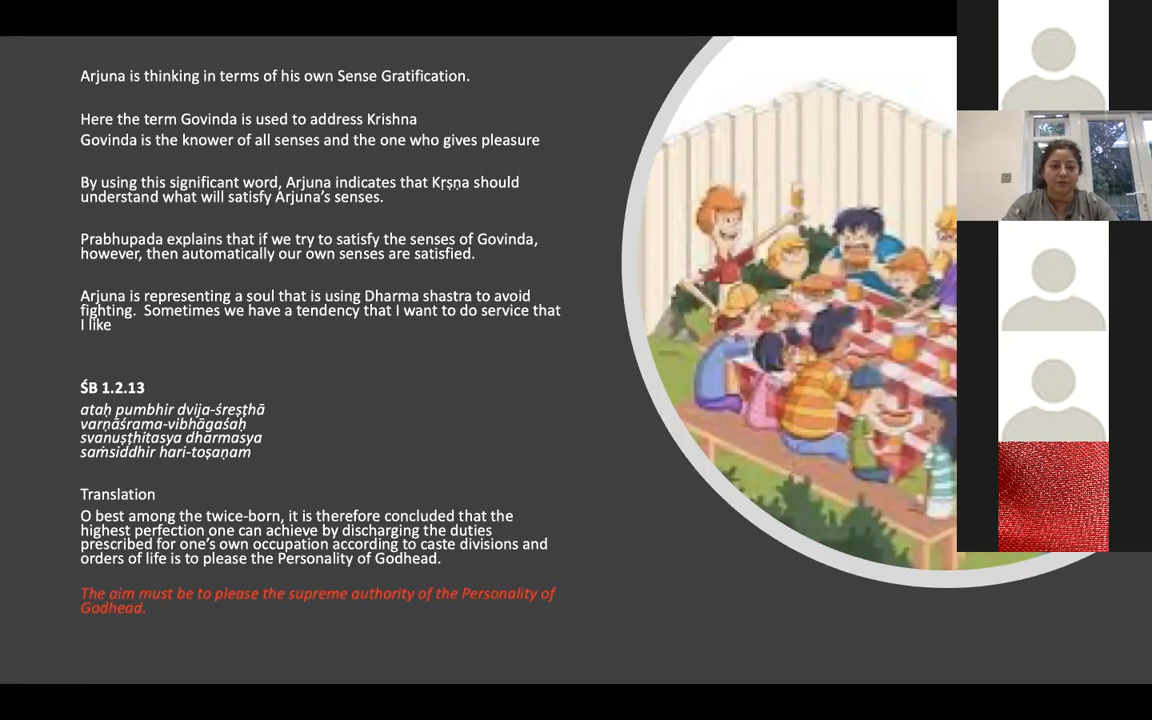 Arjuna is thinking in terms of his own Sense Gratification.
Here the term Govinda is used to address Krishna
Govinda is the knower of all senses and the one who gives pleasure
By using this significant word, Arjuna indicates that Kṛṣṇa should
understand what will satisfy Arjuna's senses.
Prabhupada explains that if we try to satisfy the senses of Govinda,
however, then automatically our own senses are satisfied.
Arjuna is representing a soul that is using Dharma shastra to avoid
fighting.  Sometimes we have a tendency that I want to do service that
I like
ŚB 1.2.13
ataḥ pumbhir dvija-śreṣṭhā
varṇāśrama-vibhāgaśaḥ
svanuṣṭhitasya dharmasya
saṁsiddhir hari-toṣaṇam
Translation
O best among the twice-born, it is therefore concluded that the
highest perfection one can achieve by discharging the duties
prescribed for one's own occupation according to caste divisions and
orders of life is to please the Personality of Godhead.
The aim must be to please the supreme authority of the Personality of
Godhead.